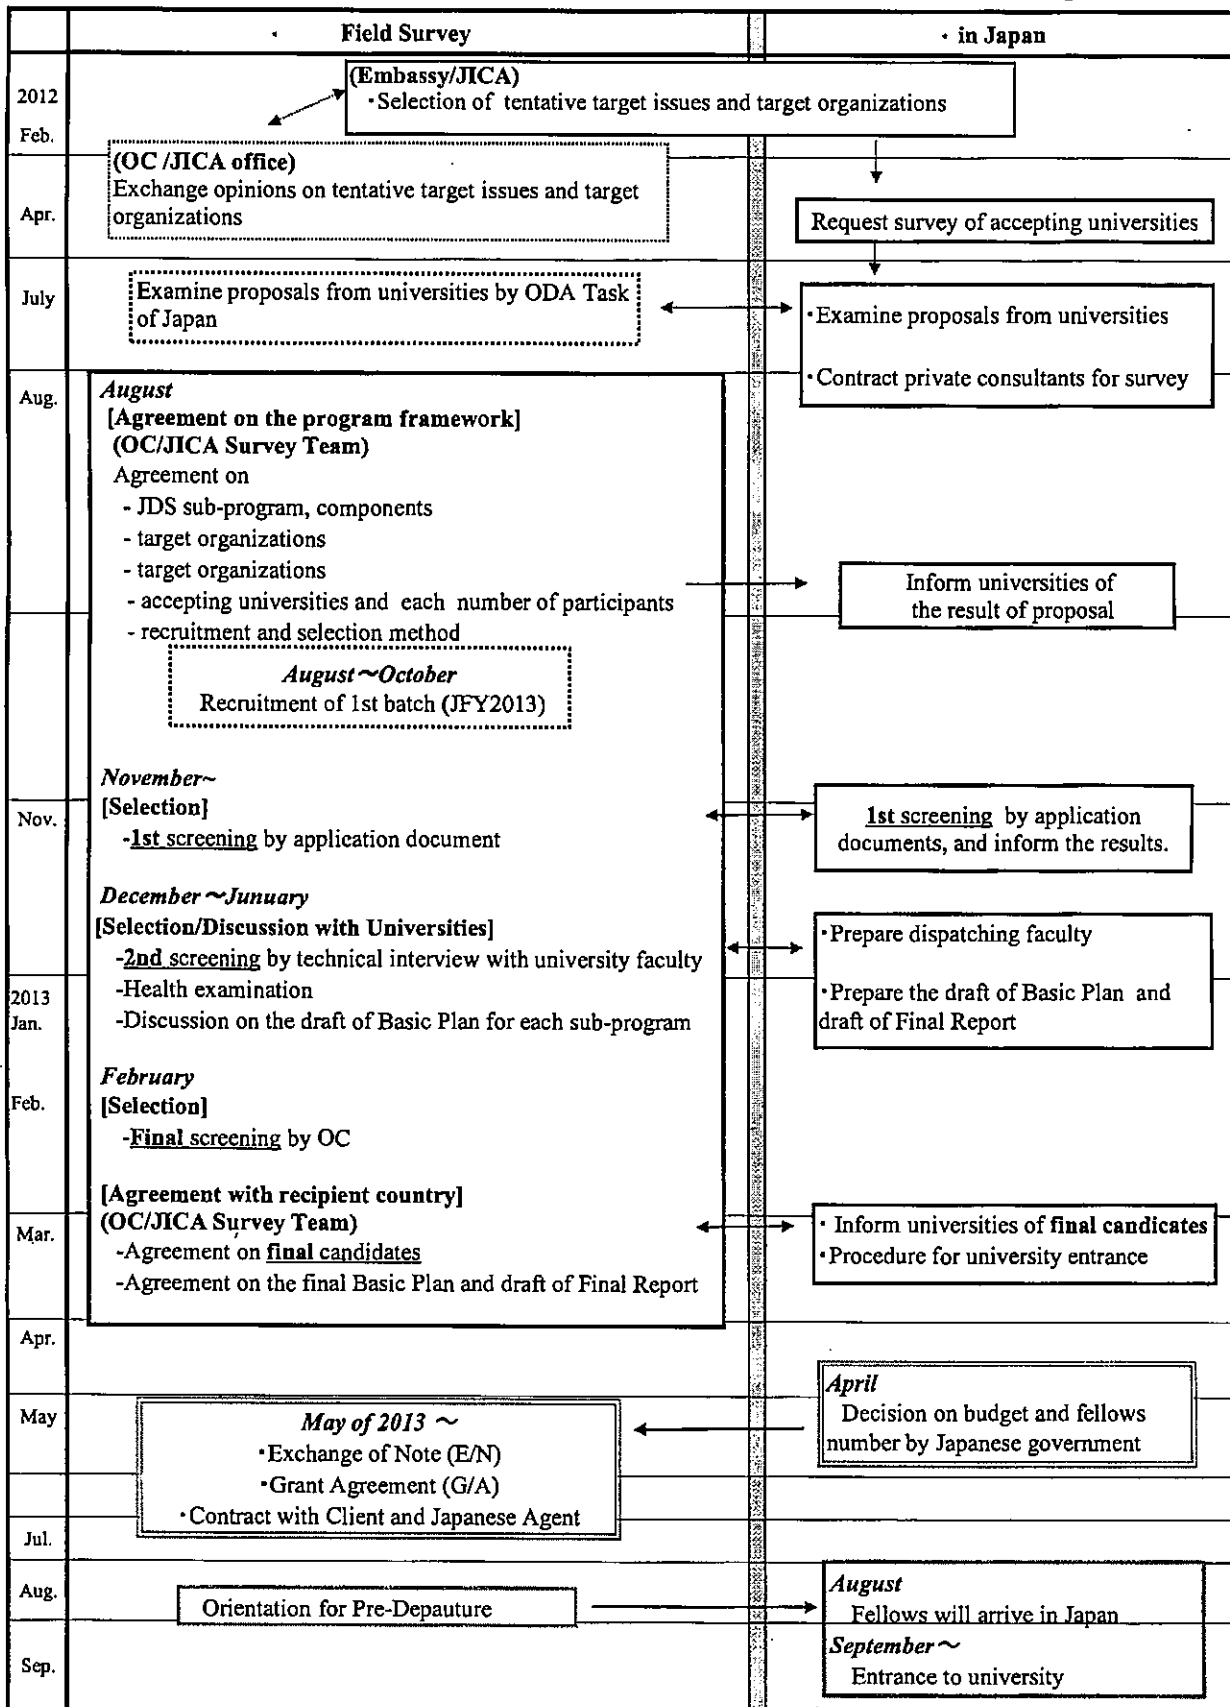 · Field Survey
· in Japan
2012
Feb.
(Embassy/JICA)
・Selection of tentative target issues and target organizations
(OC /JICA office)
Exchange opinions on tentative target issues and target
organizations
Apr.
Request survey of accepting universities
July
Examine proposals from universities by ODA Task
of Japan
・Examine proposals from universities
・Contract private consultants for survey
Aug.
August
[Agreement on the program framework]
(OC/JICA Survey Team)
Agreement on
- JDS sub-program, components
- target organizations
- target organizations
- accepting universities and each number of participants
- recruitment and selection method
Inform universities of
the result of proposal
August～October
Recruitment of 1st batch (JFY2013)
November~
[Selection]
-1st screening by application document
Nov.
1st screening by application
documents, and inform the results.
December ～Junuary
[Selection/Discussion with Universities]
-2nd screening by technical interview with university faculty
-Health examination
-Discussion on the draft of Basic Plan for each sub-program
・Prepare dispatching faculty
・Prepare the draft of Basic Plan and
draft of Final Report
2013
Jan.
February
[Selection]
-Final screening by OC
Feb.
[Agreement with recipient country]
(OC/JICA Survey Team)
-Agreement on final candidates
-Agreement on the final Basic Plan and draft of Final Report
Mar.
・ Inform universities of final candicates
・Procedure for university entrance
Apr.
April
Decision on budget and fellows
number by Japanese government
May
May of 2013 ～
・Exchange of Note (E/N)
・Grant Agreement (G/A)
・Contract with Client and Japanese Agent
Jul.
Aug.
Orientation for Pre-Depauture
August
Fellows will arrive in Japan
September～
Entrance to university
Sep.